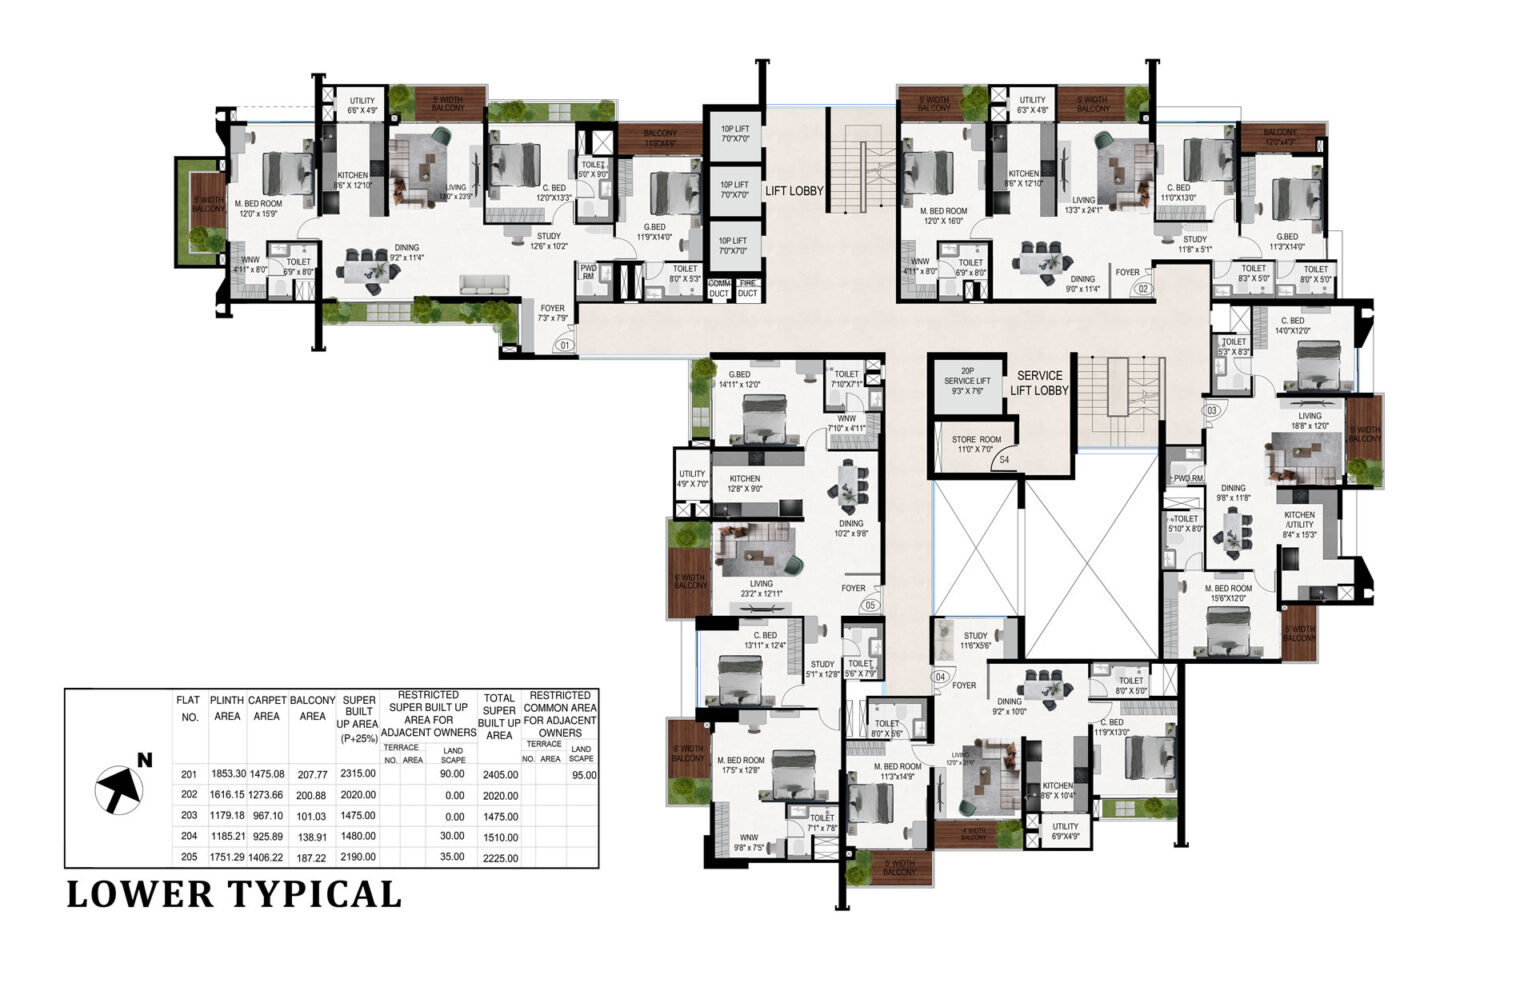 UTILITY
6'6" X 4'9"
5' WIDTH
BALCONY
BALCONY
11'9"X4'6"
KITCHEN
8'6" X 12'10"
LIVING
13'0" x 23'9"
C. BED
12'0"X13'3"
TOILET
5'0" X 9'0"
G.BED
11'9"X14'0"
M. BED ROOM
12'0" x 15'9"
5' WIDTH
BALCONY
STUDY
12'6" x 10'2"
DINING
9'2" x 11'4"
WNW
4'11" x 8'0"
TOILET
6'9" x 8'0"
PWD
RM
TOILET
8'0" X 5'3"
FOYER
7'3" x 7'9"
01
10P LIFT
7'0"X7'0"
10P LIFT
7'0"X7'0"
10P LIFT
7'0"X7'0"
COMM
DUCT
FIRE
DUCT
LIFT LOBBY
5' WIDTH
BALCONY
UTILITY
6'3" X 4'8"
5' WIDTH
BALCONY
BALCONY
12'0"x4'3"
KITCHEN
8'6" X 12'10"
M. BED ROOM
12'0" X 16'0"
LIVING
13'3" x 24'1"
C. BED
11'0"X13'0"
G.BED
11'3"X14'0"
STUDY
11'8" x 5'1"
WNW
4'11" x 8'0"
TOILET
6'9" x 8'0"
DINING
9'0" x 11'4"
FOYER
02
TOILET
8'3" X 5'0"
TOILET
8'0" X 5'0"
C. BED
14'0"X12'0"
TOILET
5'3" X 8'3"
03
LIVING
18'8" x 12'0"
5' WIDTH
BALCONY
PWD.RM.
DINING
9'8" x 11'8"
TOILET
5'10" X 8'0"
KITCHEN
/UTILITY
8'4" x 15'3"
M. BED ROOM
15'6"X12'0"
5' WIDTH
BALCONY
20P
SERVICE LIFT
9'3" X 7'6"
SERVICE
LIFT LOBBY
STORE ROOM
11'0" X 7'0"
S4
G.BED
14'11" x 12'0"
TOILET
7'10"X7'1"
WNW
7'10" x 4'11"
UTILITY
4'9" X 7'0"
KITCHEN
12'8" X 9'0"
DINING
10'2" x 9'8"
6' WIDTH
BALCONY
LIVING
23'2" x 12'11"
FOYER
05
C. BED
13'11" x 12'4"
STUDY
5'1" x 12'8"
TOILET
5'6" X 7'9"
6' WIDTH
BALCONY
M. BED ROOM
17'5" x 12'8"
WNW
9'8" x 7'5"
TOILET
7'1" x 7'8"
STUDY
11'6"X5'6"
04
FOYER
DINING
9'2" x 10'0"
TOILET
8'0" X 5'0"
TOILET
8'0" X 5'6"
C. BED
11'9"X13'0"
M. BED ROOM
11'3"x14'9"
LIVING
12'0" x 21'6"
KITCHEN
8'6" X 10'4"
4' WIDTH
BALCONY
UTILITY
6'9"X4'9"
5' WIDTH
BALCONY
N
FLAT NO. PLINTH AREA CARPET AREA BALCONY AREA SUPER BUILT UP AREA (P+25%) RESTRICTED SUPER BUILT UP AREA FOR ADJACENT OWNERS TOTAL SUPER BUILT UP AREA RESTRICTED COMMON AREA FOR ADJACENT OWNERS
TERRACE NO. AREA LAND SCAPE TERRACE NO. AREA LAND SCAPE
201 1853.30 1475.08 207.77 2315.00 90.00 2405.00 95.00
202 1616.15 1273.66 200.88 2020.00 0.00 2020.00
203 1179.18 967.10 101.03 1475.00 0.00 1475.00
204 1185.21 925.89 138.91 1480.00 30.00 1510.00
205 1751.29 1406.22 187.22 2190.00 35.00 2225.00
LOWER TYPICAL